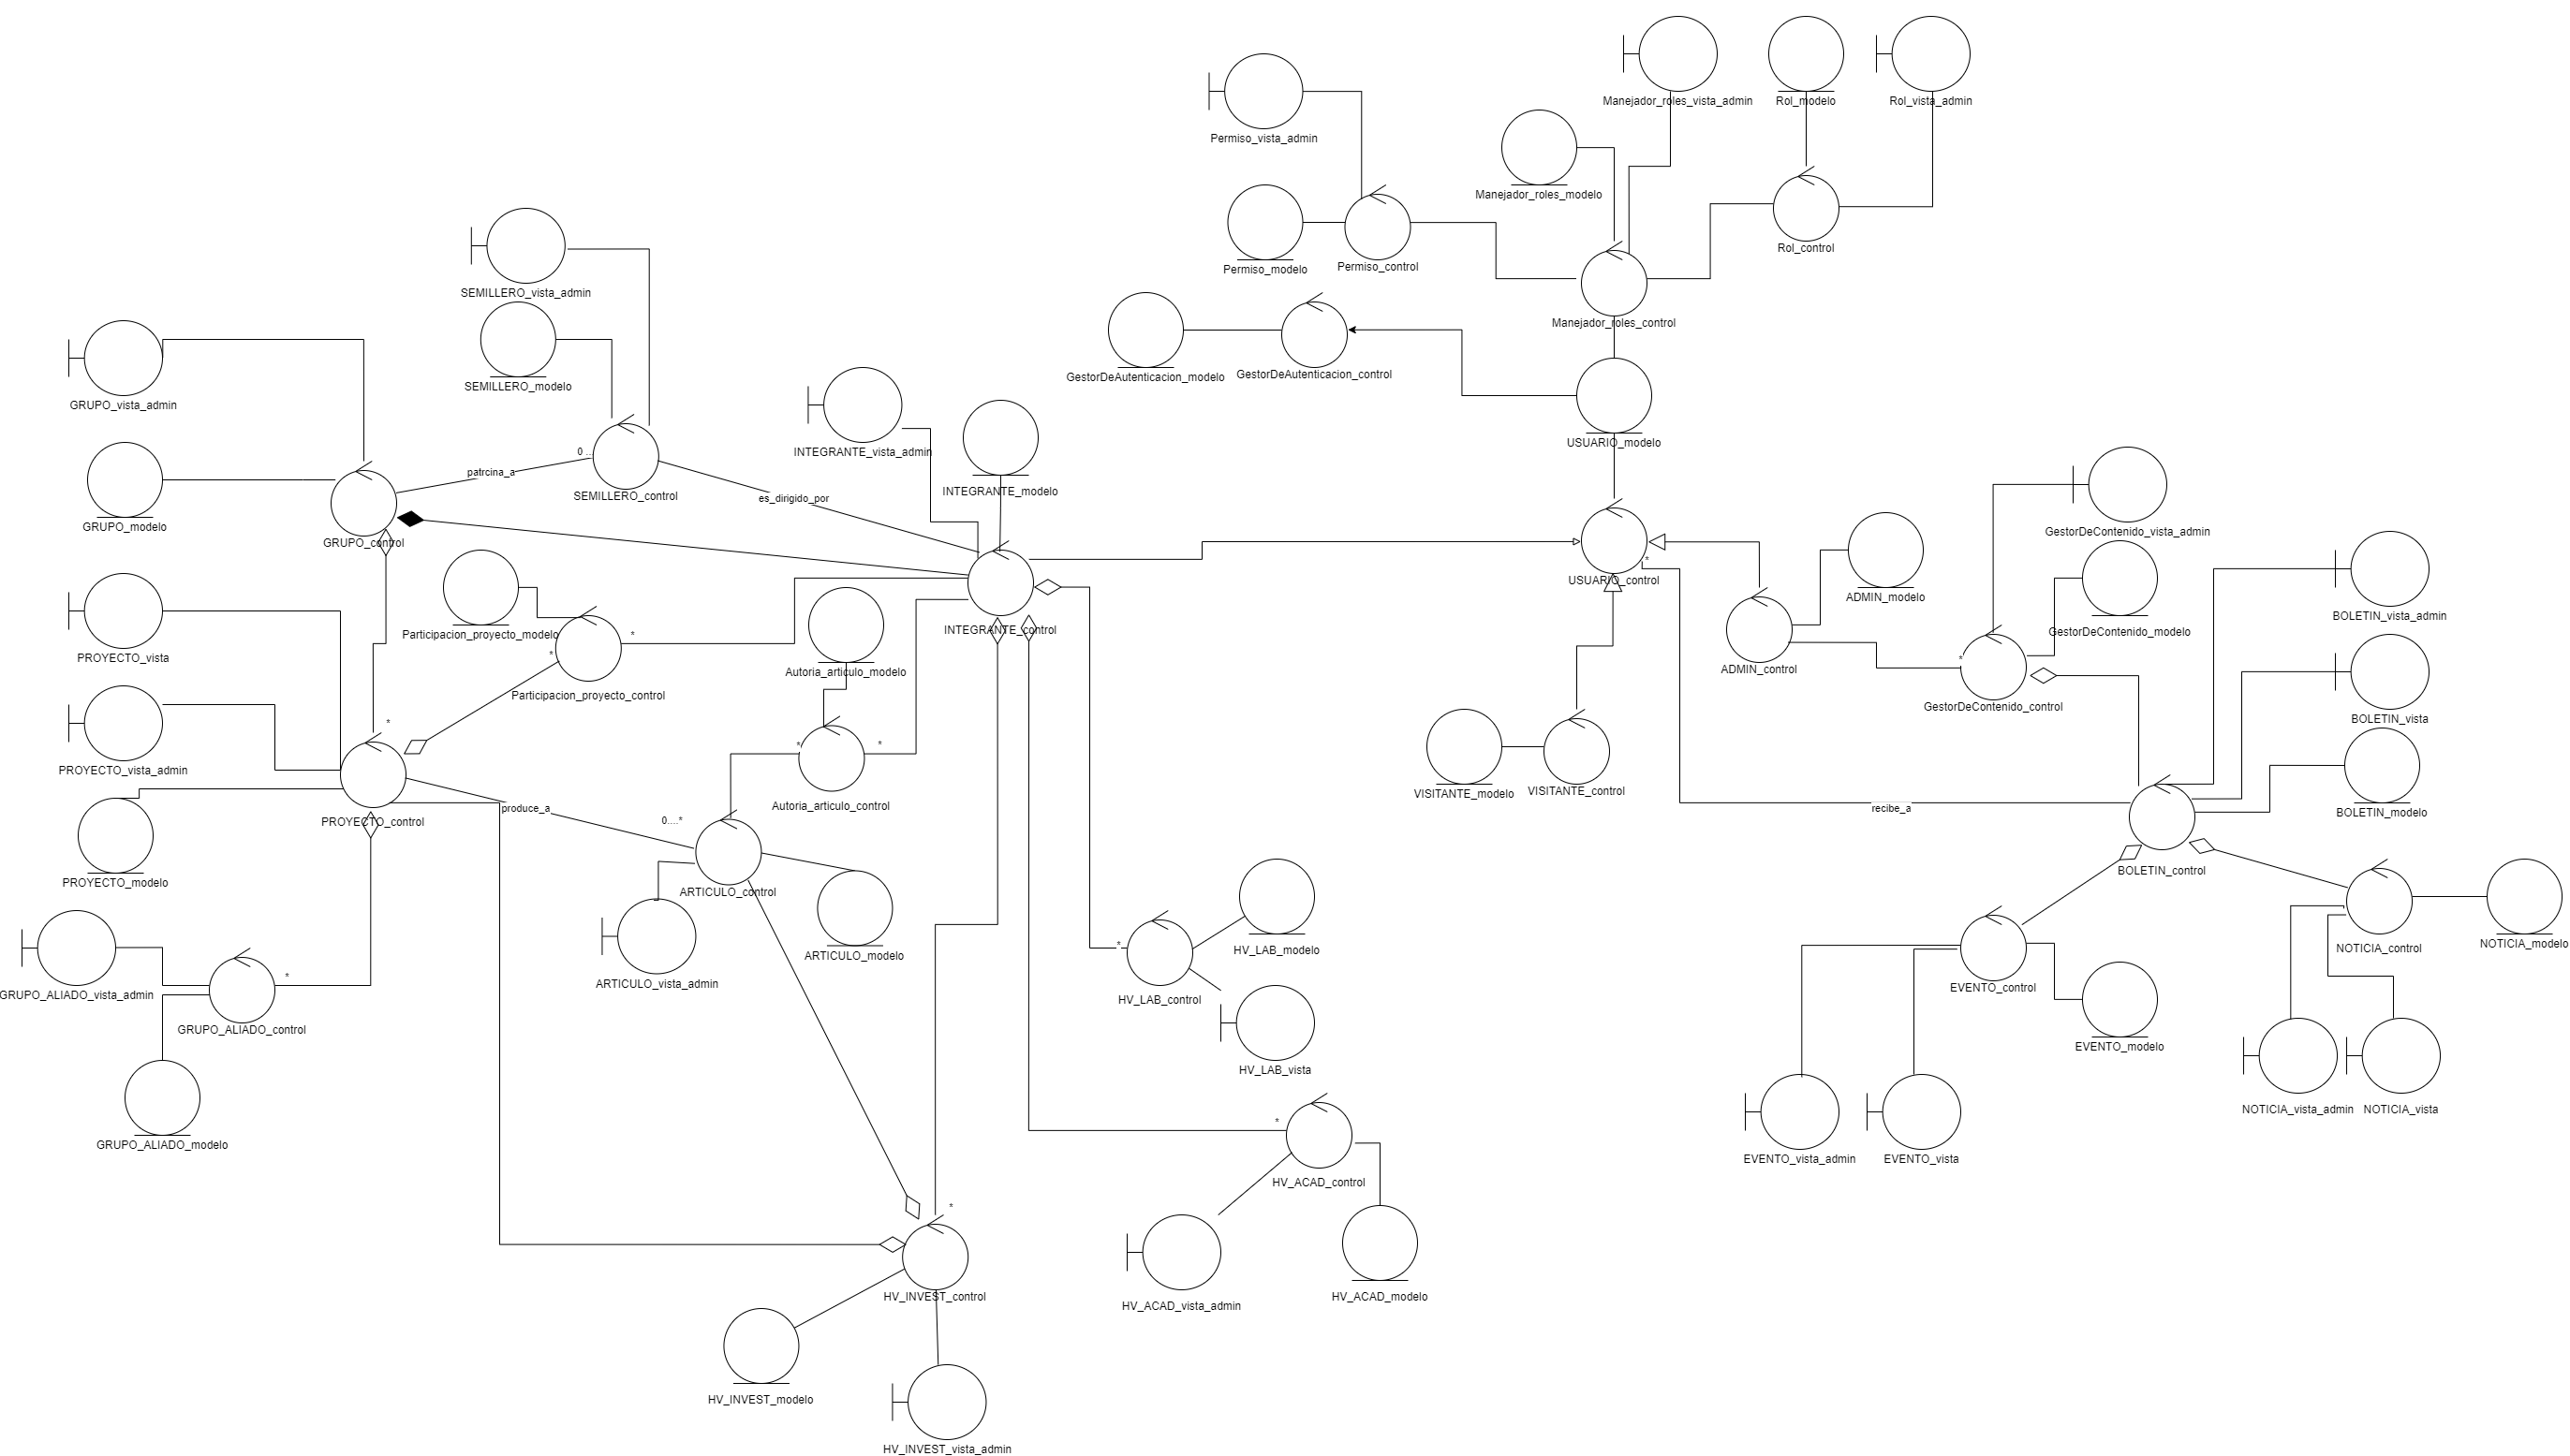 Manejador_roles_vista_admin
Rol_modelo
Rol_vista_admin
Permiso_vista_admin
Manejador_roles_modelo
Rol_control
Permiso_modelo
Permiso_control
SEMILLERO_vista_admin
Manejador_roles_control
GestorDeAutenticacion_modelo
GestorDeAutenticacion_control
SEMILLERO_modelo
GRUPO_vista_admin
USUARIO_modelo
INTEGRANTE_vista_admin
0 ...
patrcina_a
SEMILLERO_control
es_dirigido_por
INTEGRANTE_modelo
GRUPO_modelo
GestorDeContenido_vista_admin
GRUPO_control
*
USUARIO_control
ADMIN_modelo
BOLETIN_vista_admin
INTEGRANTE_control
GestorDeContenido_modelo
Participacion_proyecto_modelo
*
*
PROYECTO_vista
*
ADMIN_control
Autoria_articulo_modelo
Participacion_proyecto_control
GestorDeContenido_control
BOLETIN_vista
*
*
*
PROYECTO_vista_admin
VISITANTE_modelo
VISITANTE_control
Autoria_articulo_control
produce_a
recibe_a
BOLETIN_modelo
PROYECTO_control
0....*
BOLETIN_control
PROYECTO_modelo
ARTICULO_control
*
HV_LAB_modelo
NOTICIA_control
NOTICIA_modelo
ARTICULO_modelo
*
ARTICULO_vista_admin
EVENTO_control
GRUPO_ALIADO_vista_admin
HV_LAB_control
GRUPO_ALIADO_control
EVENTO_modelo
HV_LAB_vista
NOTICIA_vista_admin
NOTICIA_vista
*
GRUPO_ALIADO_modelo
EVENTO_vista_admin
EVENTO_vista
HV_ACAD_control
*
HV_INVEST_control
HV_ACAD_vista_admin
HV_ACAD_modelo
HV_INVEST_modelo
HV_INVEST_vista_admin